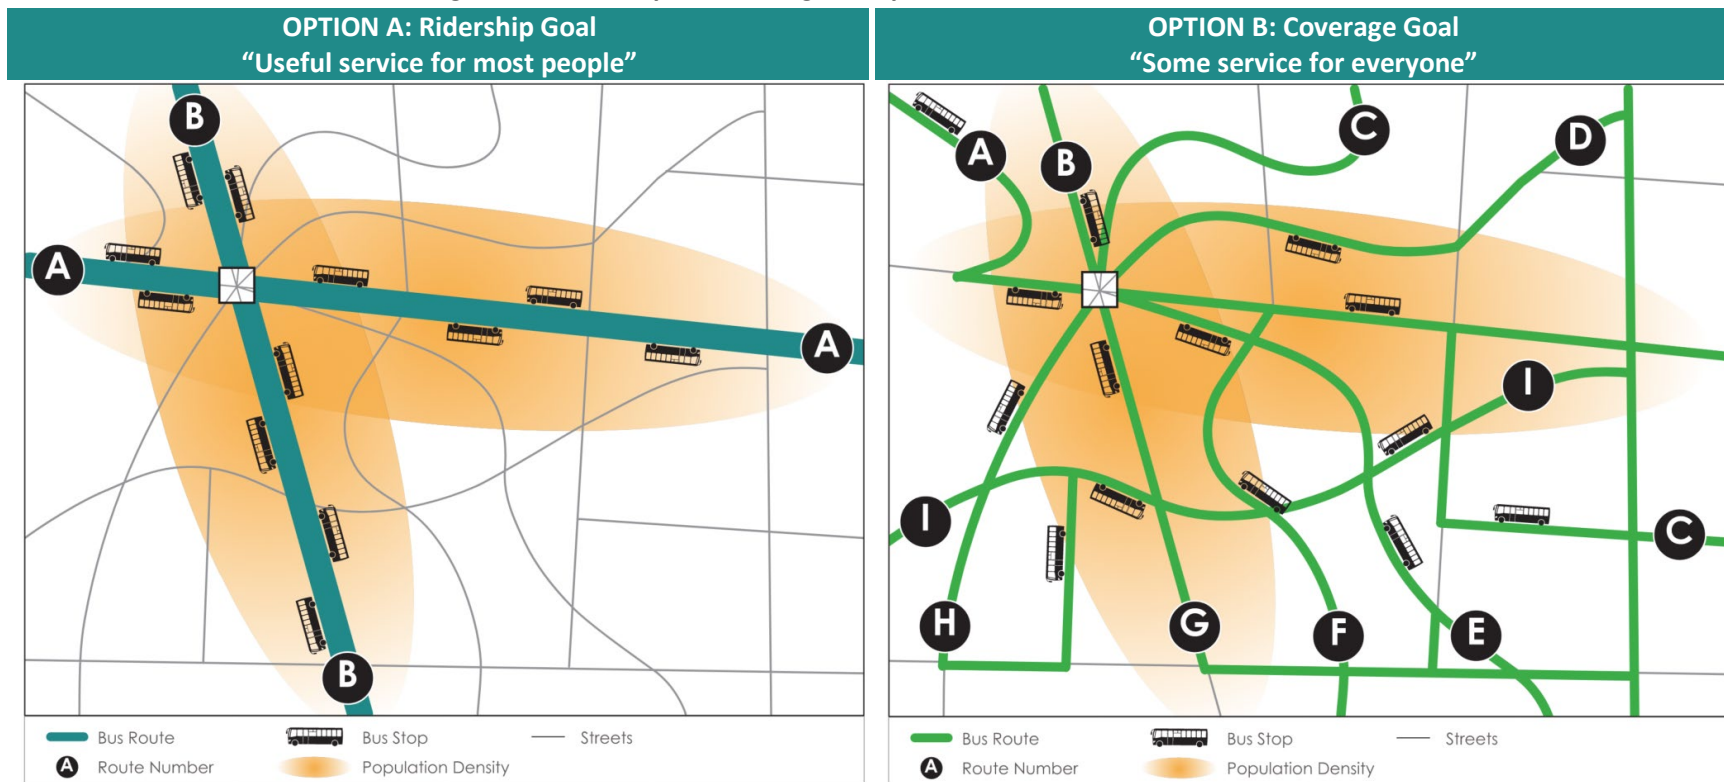 OPTION A: Ridership Goal
“Useful service for most people”
B
A
A
B
Bus Route
Bus Stop
Streets
A
Route Number
Population Density
OPTION B: Coverage Goal
“Some service for everyone”
A
B
C
D
I
I
C
H
G
F
E
Bus Route
Bus Stop
Streets
A
Route Number
Population Density